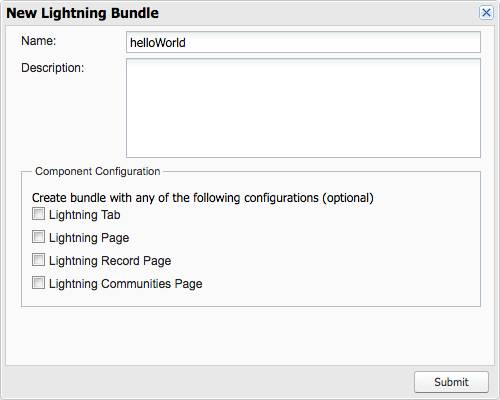 New Lightning Bundle
Name:
helloWorld
Description:
Component Configuration
Create bundle with any of the following configurations (optional)
Lightning Tab
Lightning Page
Lightning Record Page
Lightning Communities Page
Submit